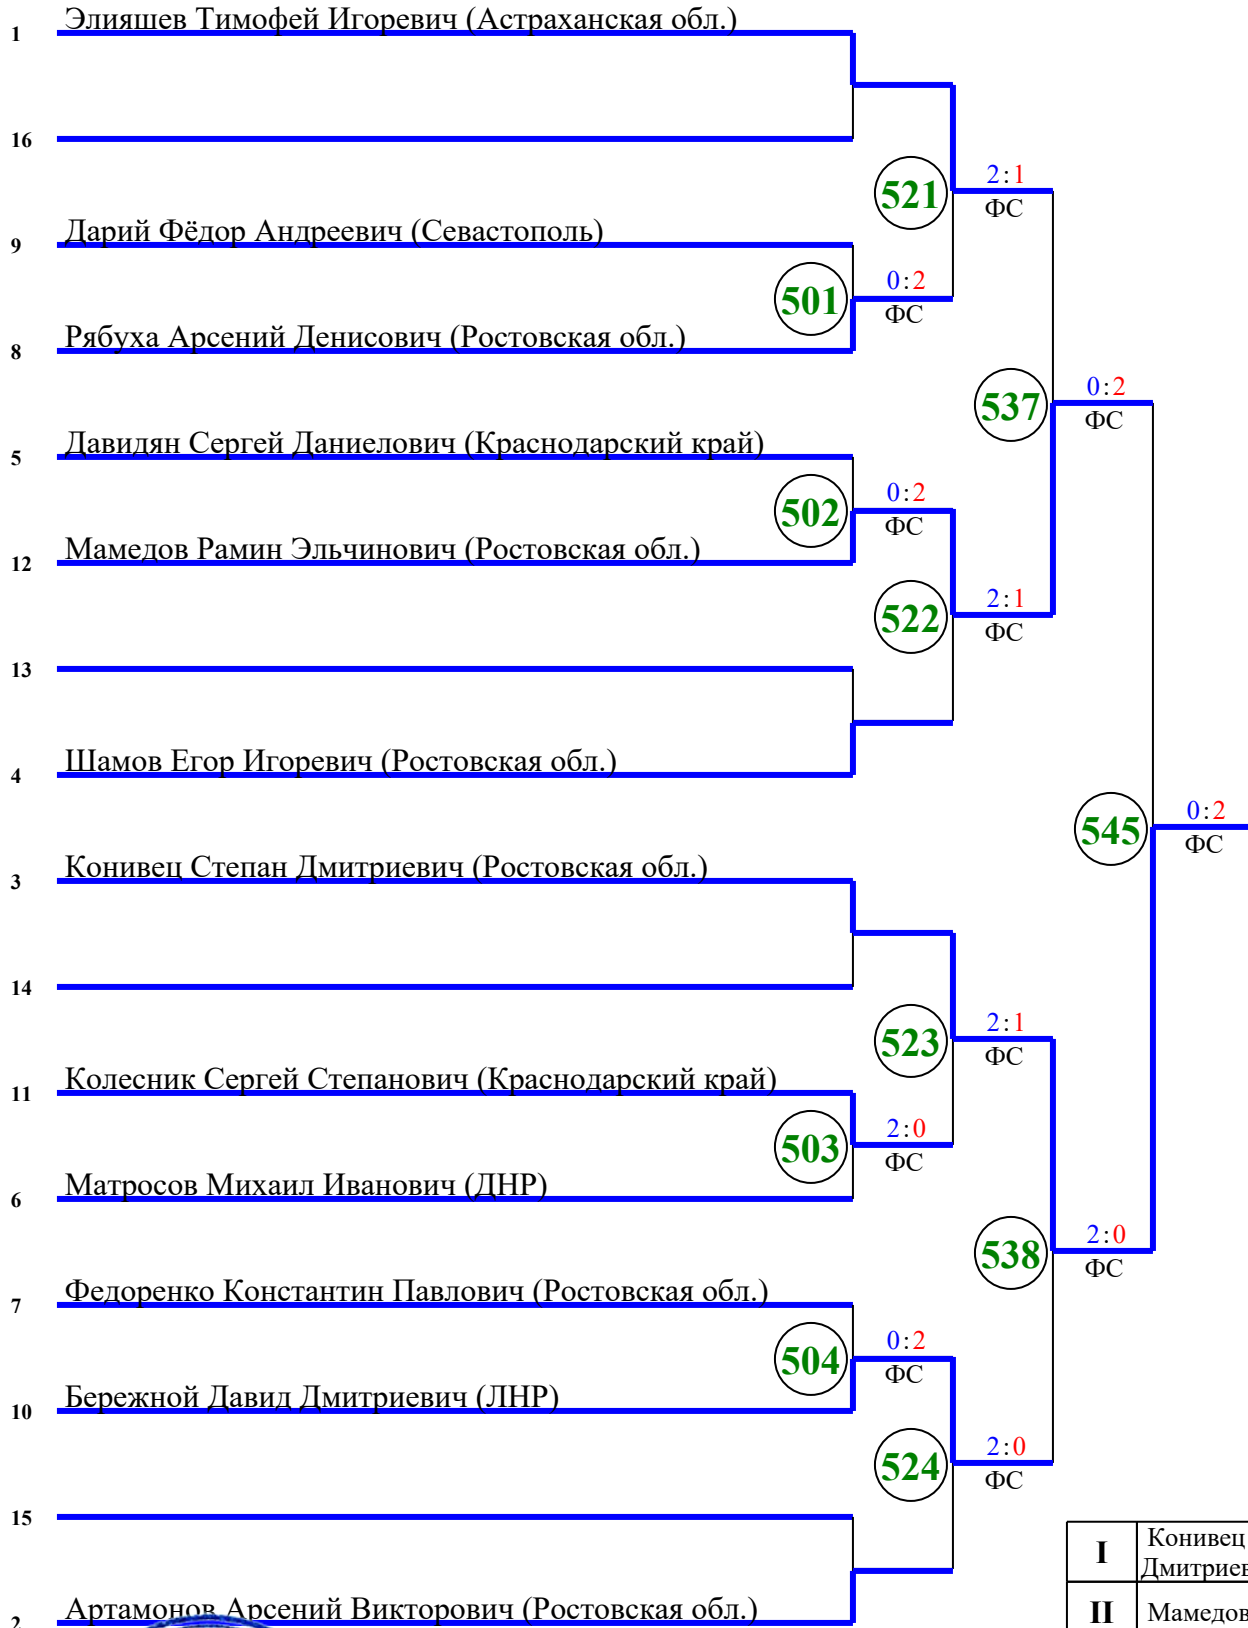 1 Элияшев Тимофей Игоревич (Астраханская обл.)
16
521 2:1
ФС
9 Дарий Фёдор Андреевич (Севастополь)
501 0:2
ФС
8 Рябуха Арсений Денисович (Ростовская обл.)
537 0:2
ФС
5 Давидян Сергей Даниелович (Краснодарский край)
502 0:2
ФС
12 Мамедов Рамин Эльчинович (Ростовская обл.)
522 2:1
ФС
13
4 Шамов Егор Игоревич (Ростовская обл.)
545 0:2
ФС
3 Конивец Степан Дмитриевич (Ростовская обл.)
14
523 2:1
ФС
11 Колесник Сергей Степанович (Краснодарский край)
503 2:0
ФС
6 Матросов Михаил Иванович (ДНР)
538 2:0
ФС
7 Федоренко Константин Павлович (Ростовская обл.)
504 0:2
ФС
10 Бережной Давид Дмитриевич (ЛНР)
524 2:0
ФС
15
I Конивец
Дмитриев
2 Артамонов Арсений Викторович (Ростовская обл.)
II Мамедов